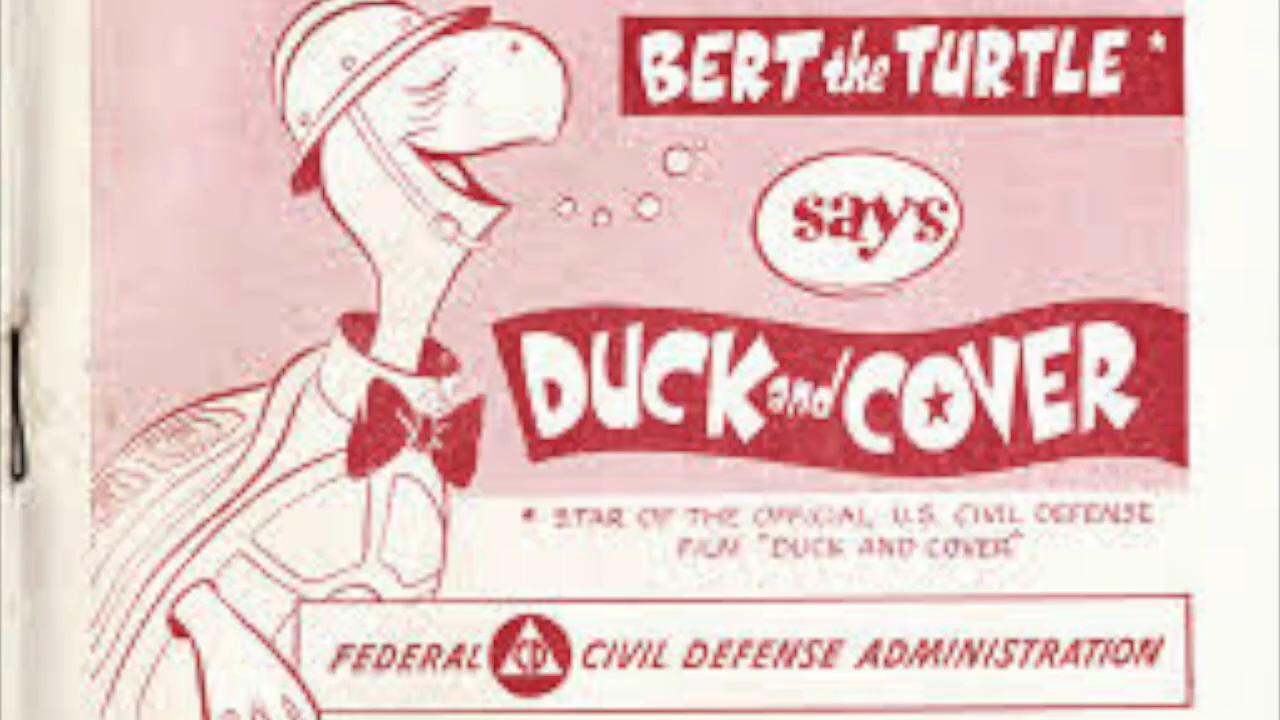 BERT the TURTLE *
says
DUCK and COVER
* STAR OF THE OFFICIAL U.S. CIVIL DEFENSE
FILM "DUCK AND COVER"
FEDERAL CD CIVIL DEFENSE ADMINISTRATION